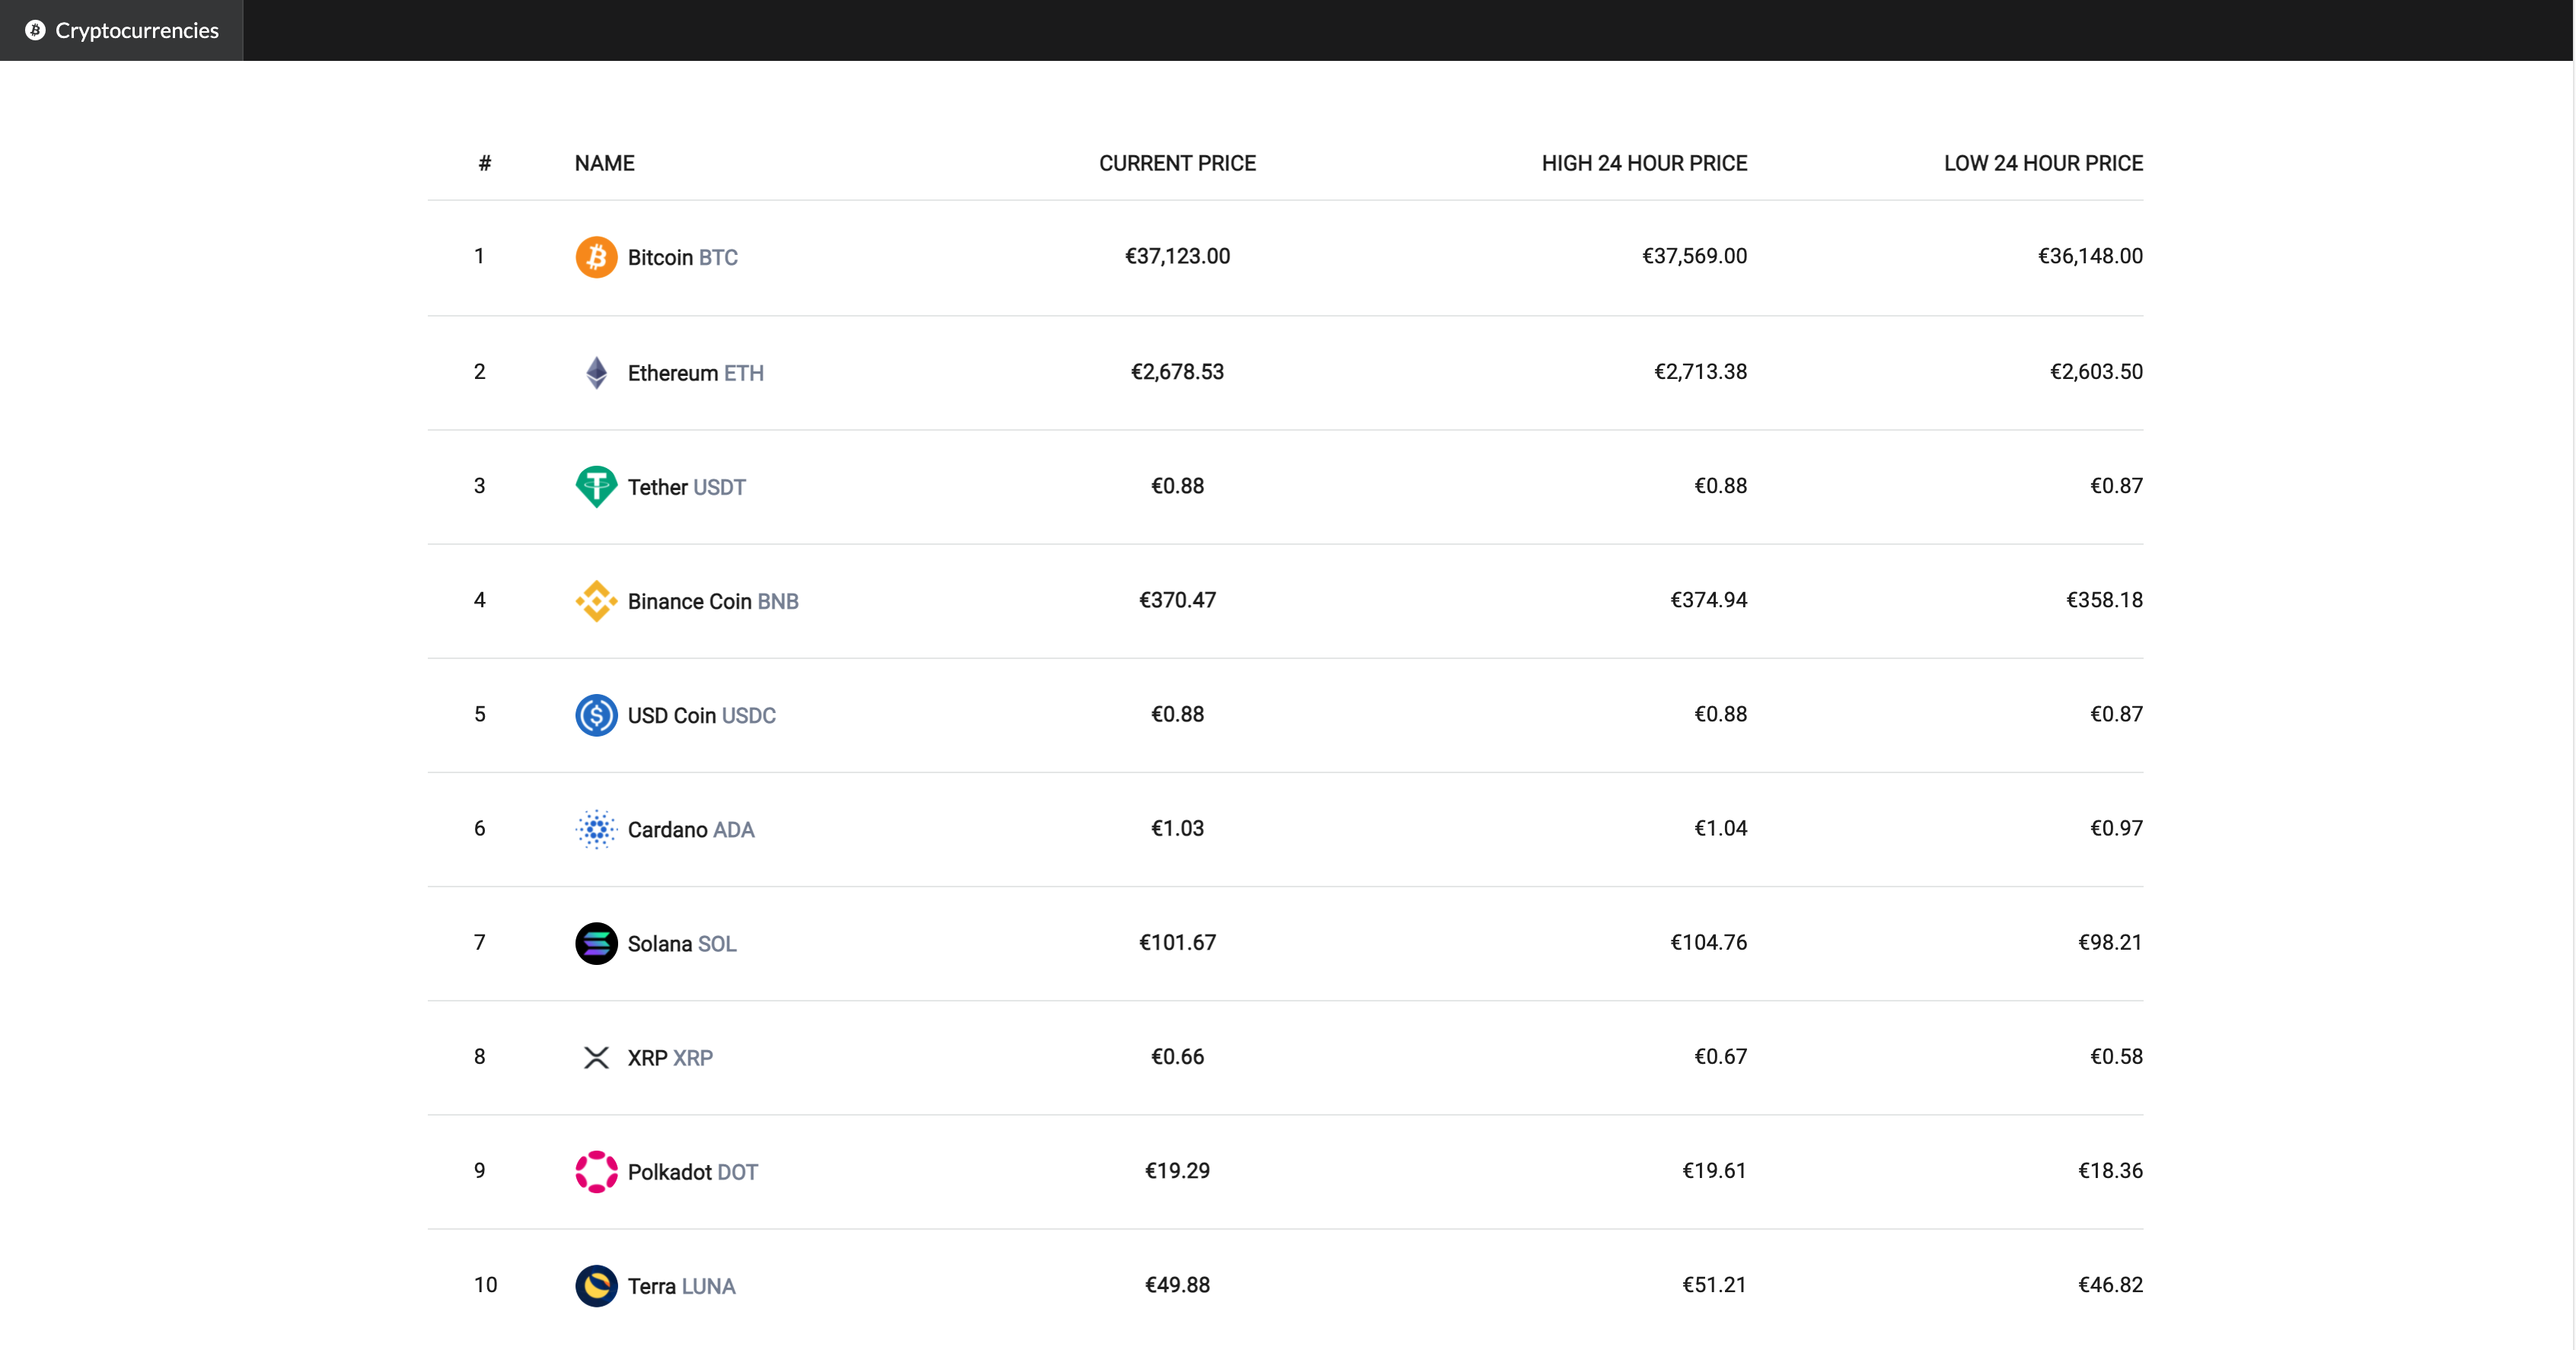 Cryptocurrencies
# NAME CURRENT PRICE HIGH 24 HOUR PRICE LOW 24 HOUR PRICE
1 Bitcoin BTC €37,123.00 €37,569.00 €36,148.00
2 Ethereum ETH €2,678.53 €2,713.38 €2,603.50
3 Tether USDT €0.88 €0.88 €0.87
4 Binance Coin BNB €370.47 €374.94 €358.18
5 USD Coin USDC €0.88 €0.88 €0.87
6 Cardano ADA €1.03 €1.04 €0.97
7 Solana SOL €101.67 €104.76 €98.21
8 XRP XRP €0.66 €0.67 €0.58
9 Polkadot DOT €19.29 €19.61 €18.36
10 Terra LUNA €49.88 €51.21 €46.82